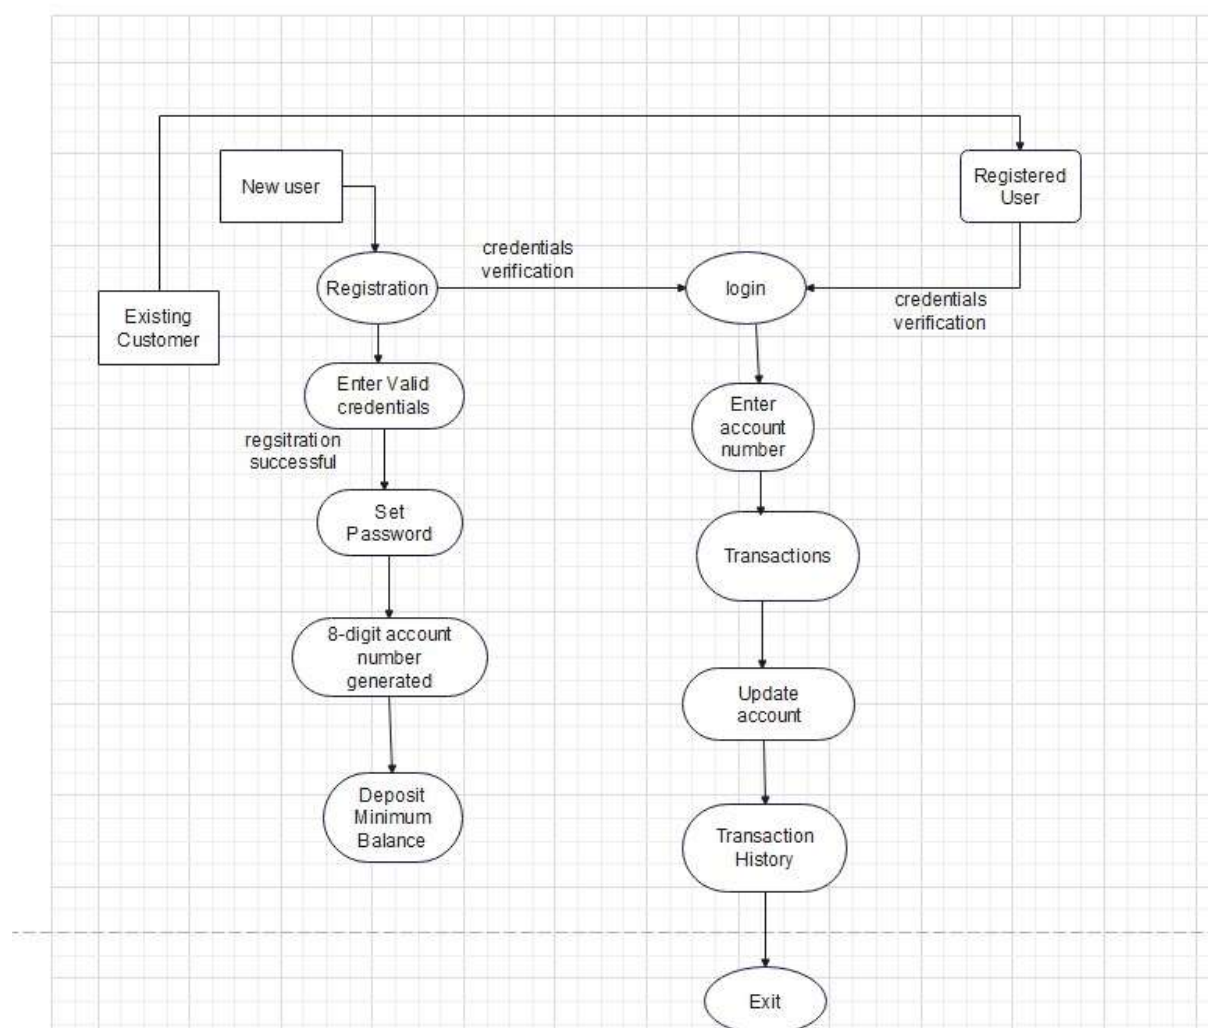 New user
Registered
User
credentials
verification
Registration
login
credentials
verification
Existing
Customer
Enter Valid
credentials
regsitration
successful
Enter
account
number
Set
Password
Transactions
8-digit account
number
generated
Update
account
Deposit
Minimum
Balance
Transaction
History
Exit